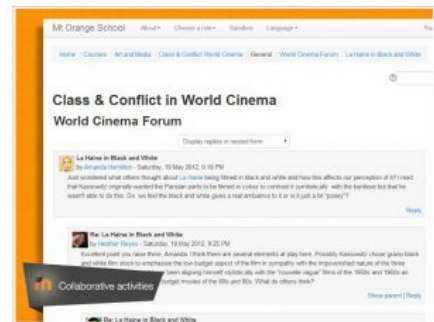 Mt Orange School About Choose a role Sandbox Language
Home Courses Art and Media Class & Conflict World Cinema General World Cinema Forum La Haine in Black and White
Class & Conflict in World Cinema
World Cinema Forum
Display replies in nested form
La Haine in Black and White
by Amanda Hamilton - Saturday, 19 May 2012, 9:19 PM
Just wondered what others thought about La Haine being filmed in black and white and how this affects our perception of it? I read
that Kassowitz originally wanted the Parisian parts to be filmed in colour to contrast it symbolically with the banlieue but that he
wasn't able to do this. Do we feel the black and white gives a real ambience to it or is it just a bit "posey"?
Reply
Re: La Haine in Black and White
by Heather Reyes - Saturday, 19 May 2012, 9:25 PM
Excellent point you raise there, Amanda. I think there are several elements at play here. Possibly Kassowitz chose grainy black
and white film stock to emphasise the low-budget aspect of the film in sympathy with the impoverished nature of the three
been aligning himself stylistically with the "nouvelle vague" films of the 1950s and 1960s as
budget movies of the 80s and 90s. What do others think?
Show parent | Reply
Collaborative activities
Re: La Haine in Black and White